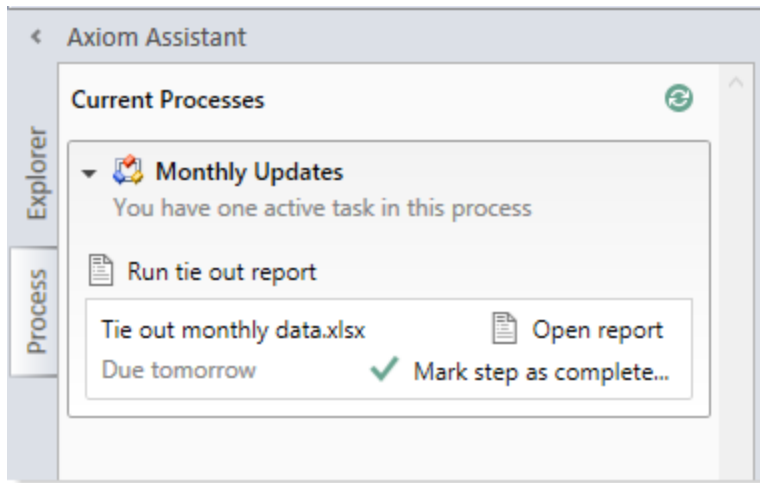 Axiom Assistant
Current Processes
Explorer
Process
Monthly Updates
You have one active task in this process
Run tie out report
Tie out monthly data.xlsx Open report
Due tomorrow Mark step as complete...